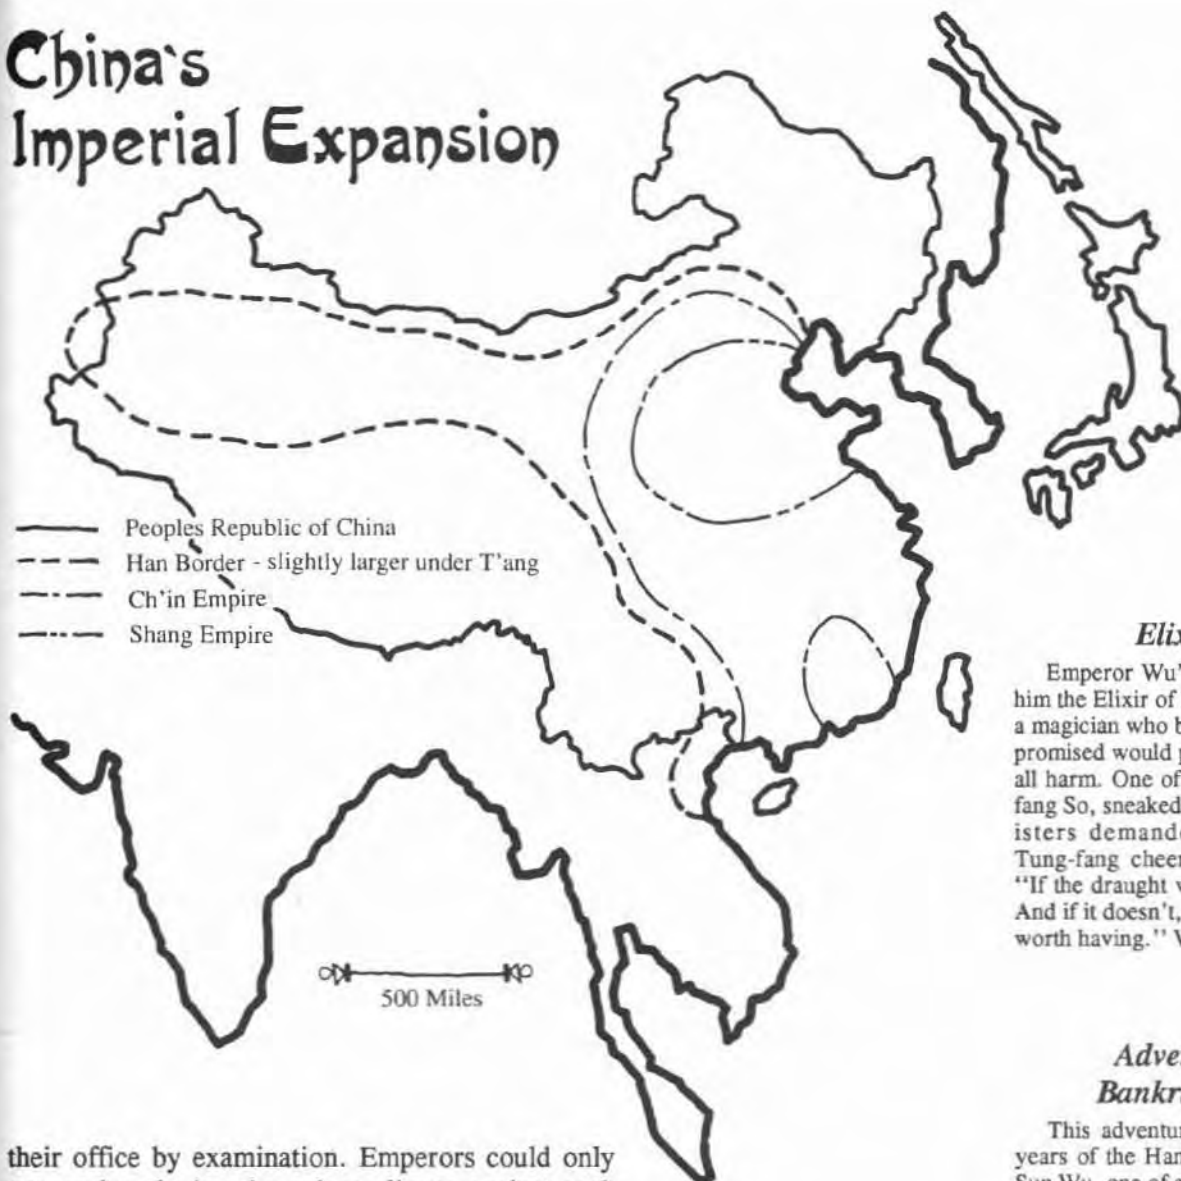 China's
Imperial Expansion
Peoples Republic of China
Han Border - slightly larger under T'ang
Ch'in Empire
Shang Empire
500 Miles
their office by examination. Emperors could only
Emperor Wu'
him the Elixir of
a magician who
promised would
all harm. One of
fang So, sneaked
isters
Tung-fang
"If the draught
And if it doesn't,
worth having."
This
years of the Han